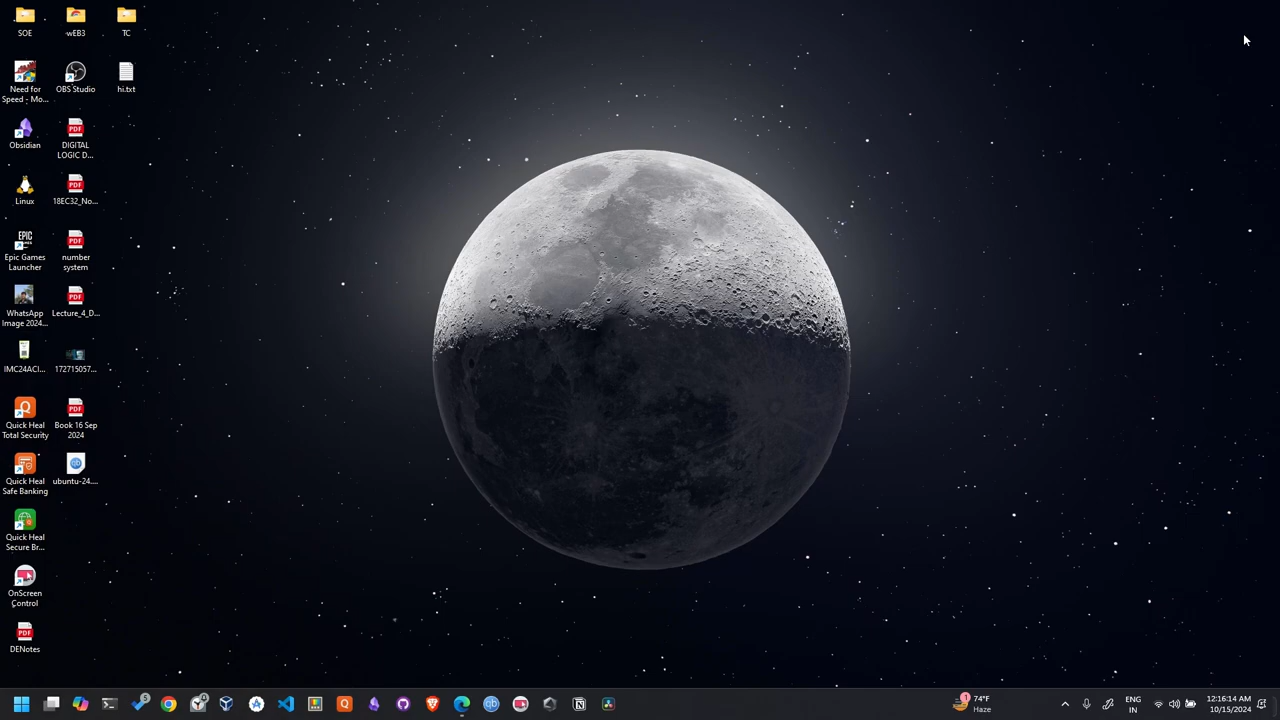 SOE
wEB3
TC
Need for
Speed - Mo...
OBS Studio
hi.txt
Obsidian
DIGITAL
LOGIC D...
Linux
18EC32_No...
Epic Games
Launcher
number
system
WhatsApp
Image 2024...
Lecture_4_D...
IMC24ACI...
172715057...
Quick Heal
Total Security
Book 16 Sep
2024
Quick Heal
Safe Banking
ubuntu-24....
Quick Heal
Secure Br...
OnScreen
Control
DENotes
5
1
74°F
Haze
ENG
IN
12:16:14 AM
10/15/2024